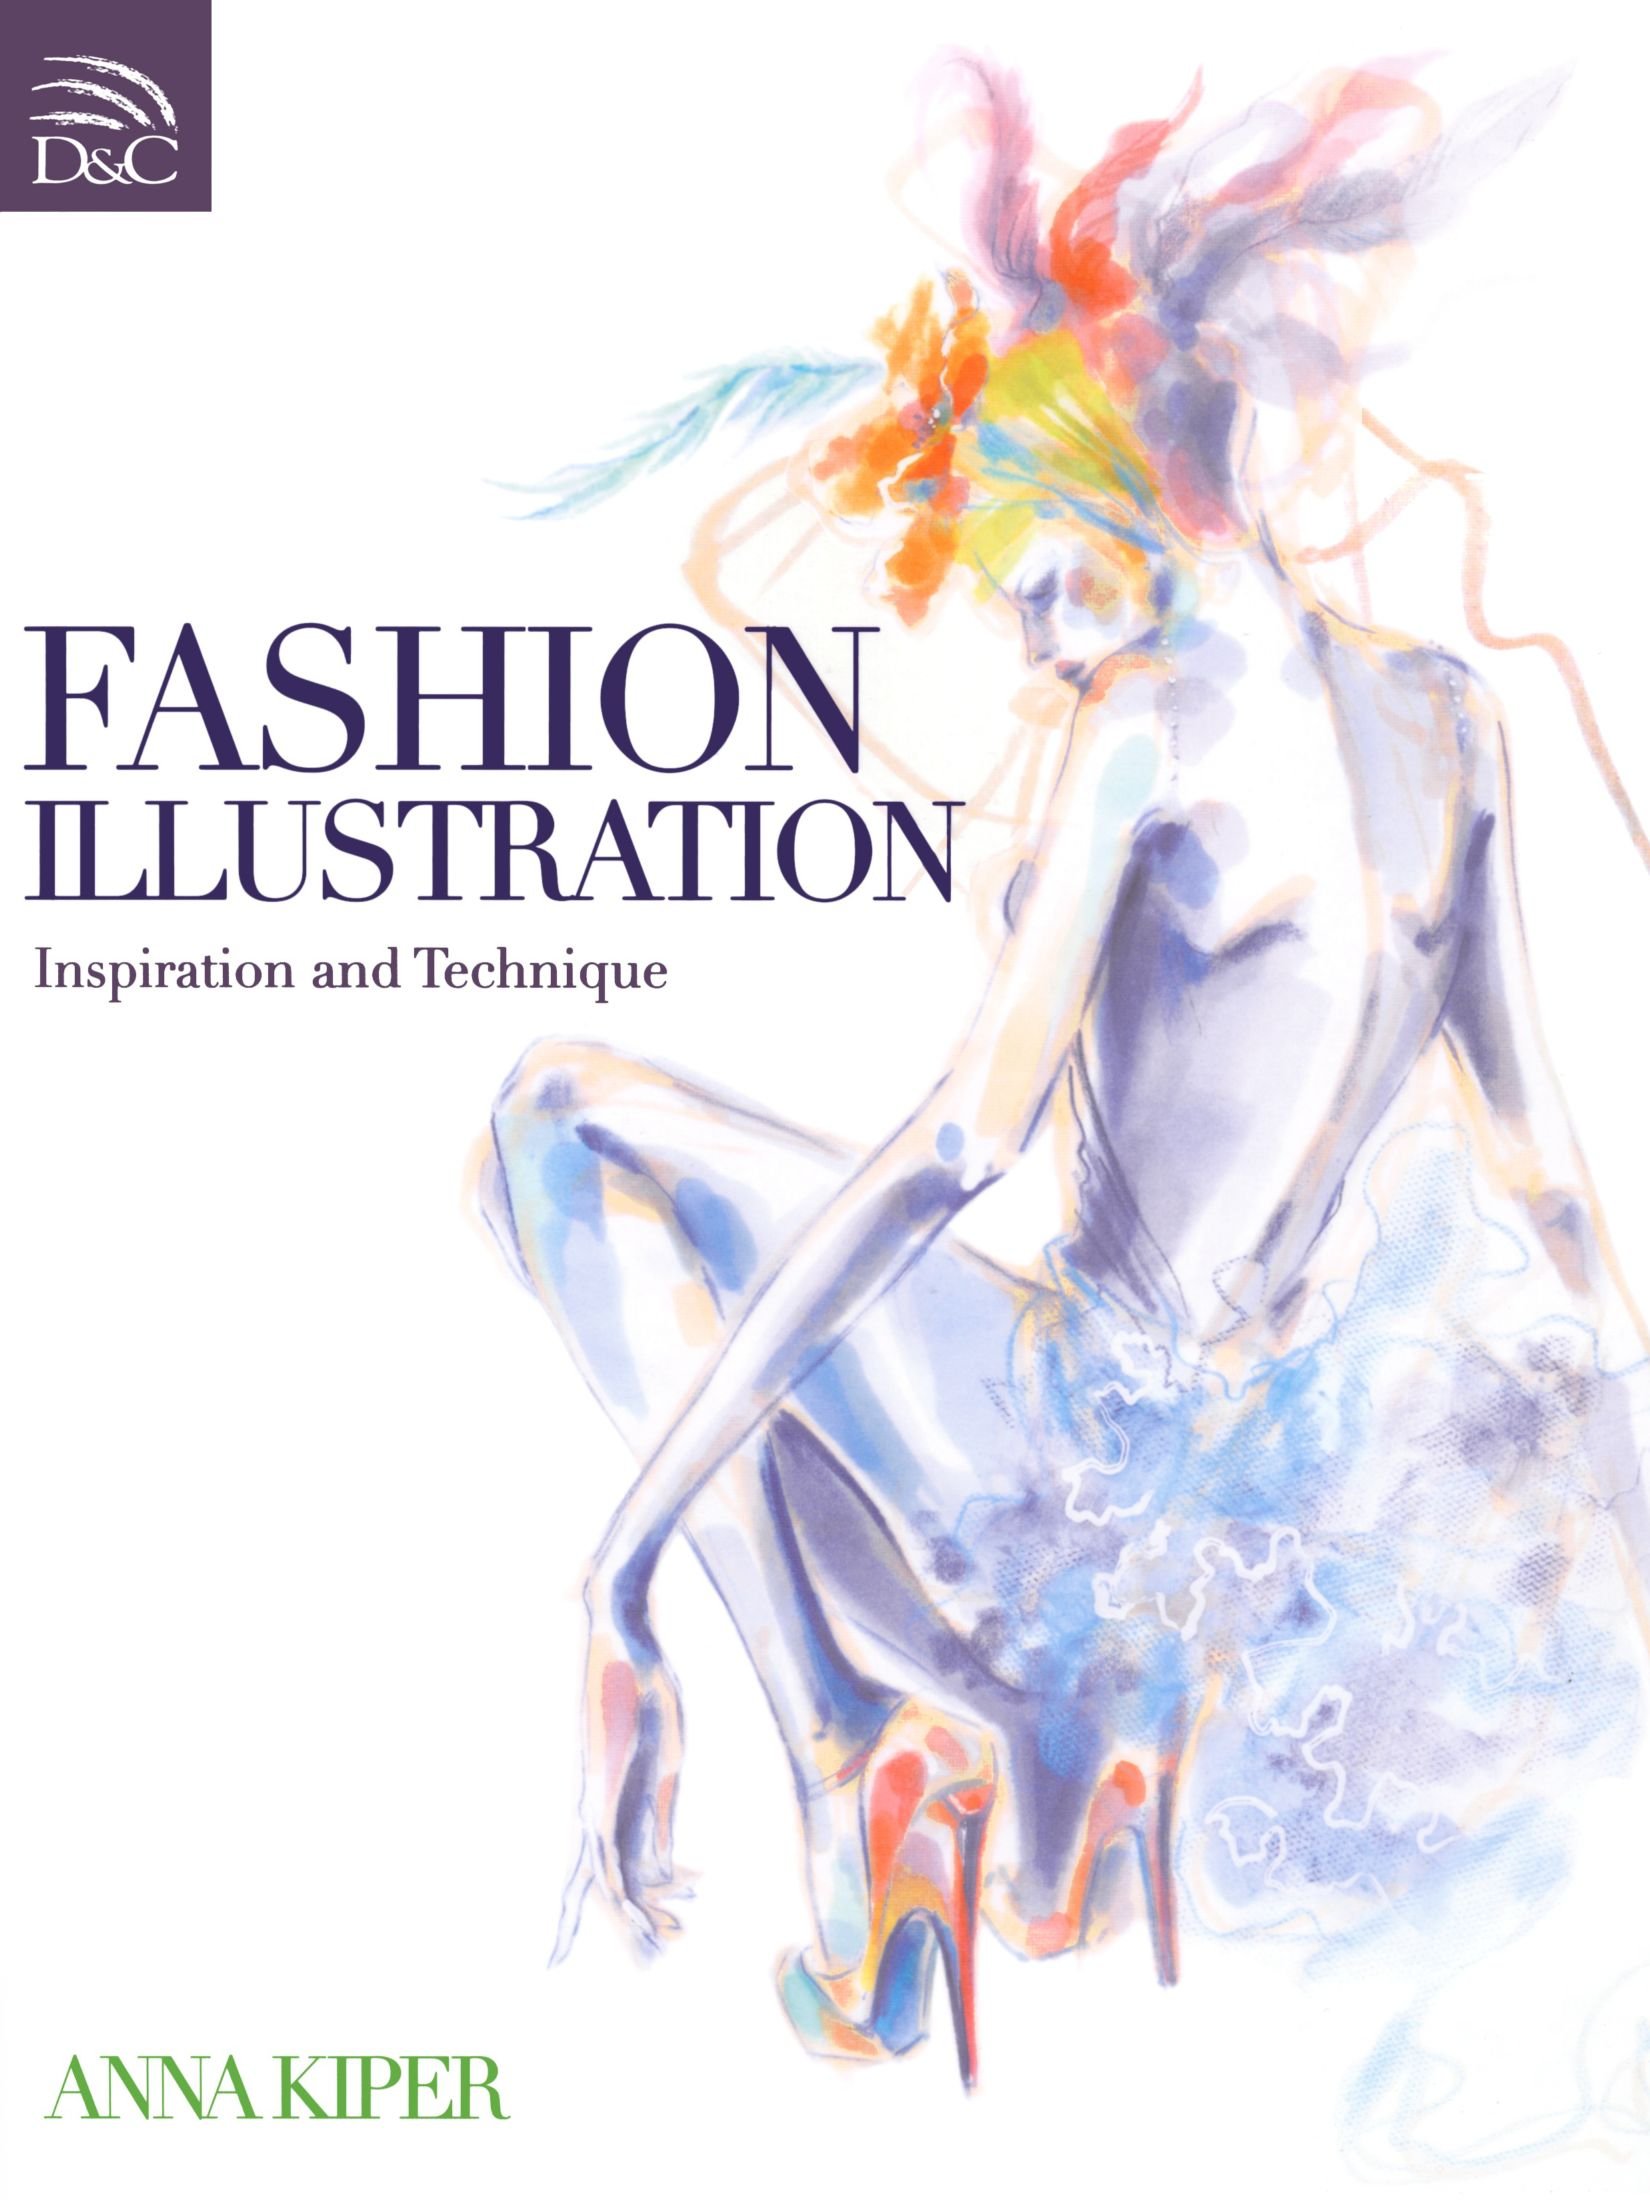 D&C
FASHION
ILLUSTRATION
Inspiration and Technique
ANNA KIPER